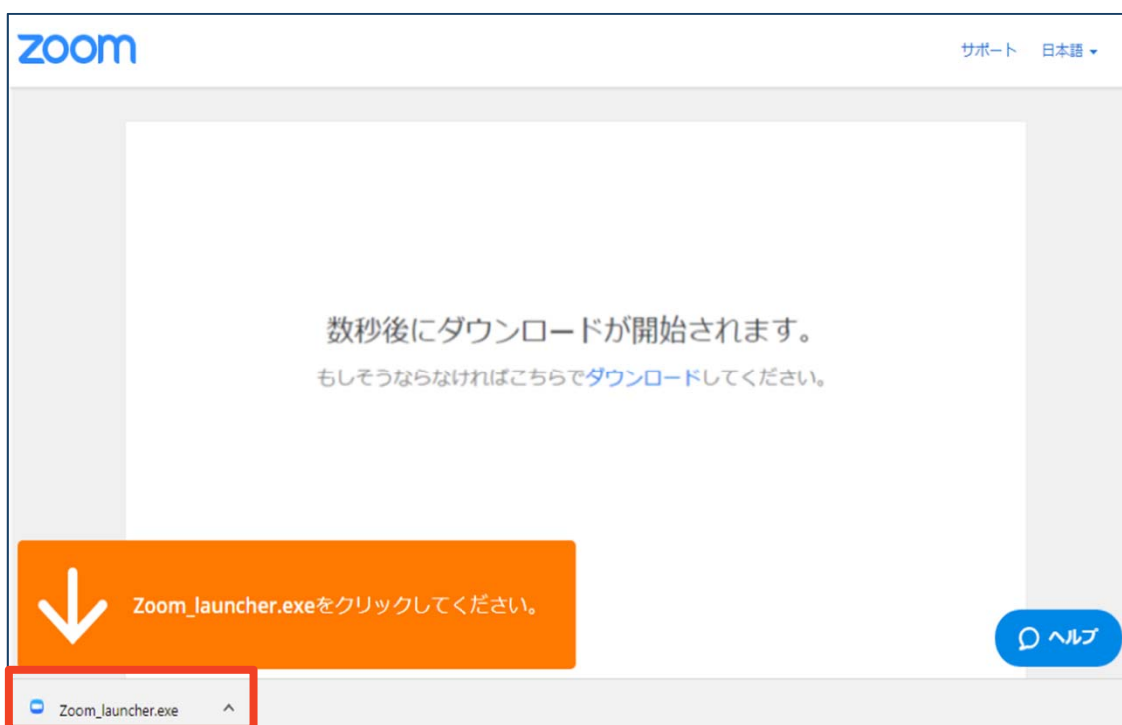 zoom
サポート 日本語
数秒後にダウンロードが開始されます。
もしそうならなければこちらでダウンロードしてください。
Zoom_launcher.exeをクリックしてください。
ヘルプ
Zoom_launcher.exe